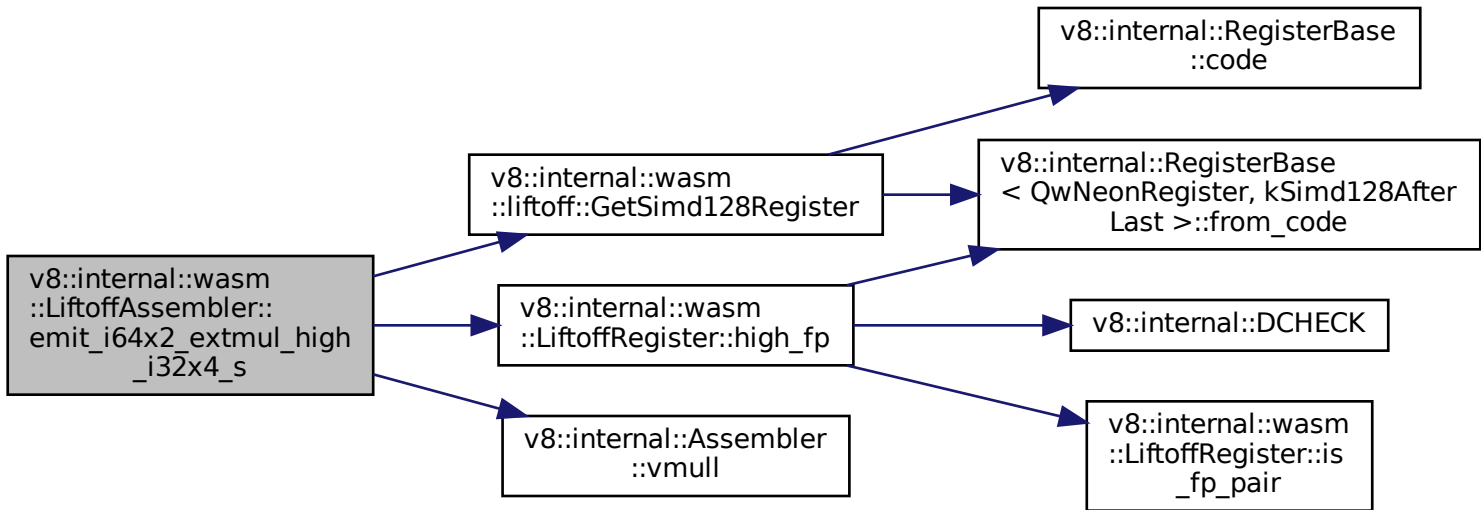 v8::internal::wasm
::LiftoffAssembler::
emit_i64x2_extmul_high
_i32x4_s
v8::internal::wasm
::liftoff::GetSimd128Register
v8::internal::wasm
::LiftoffRegister::high_fp
v8::internal::Assembler
::vmull
v8::internal::RegisterBase
::code
v8::internal::RegisterBase
< QwNeonRegister, kSimd128After
Last >::from_code
v8::internal::DCHECK
v8::internal::wasm
::LiftoffRegister::is
_fp_pair